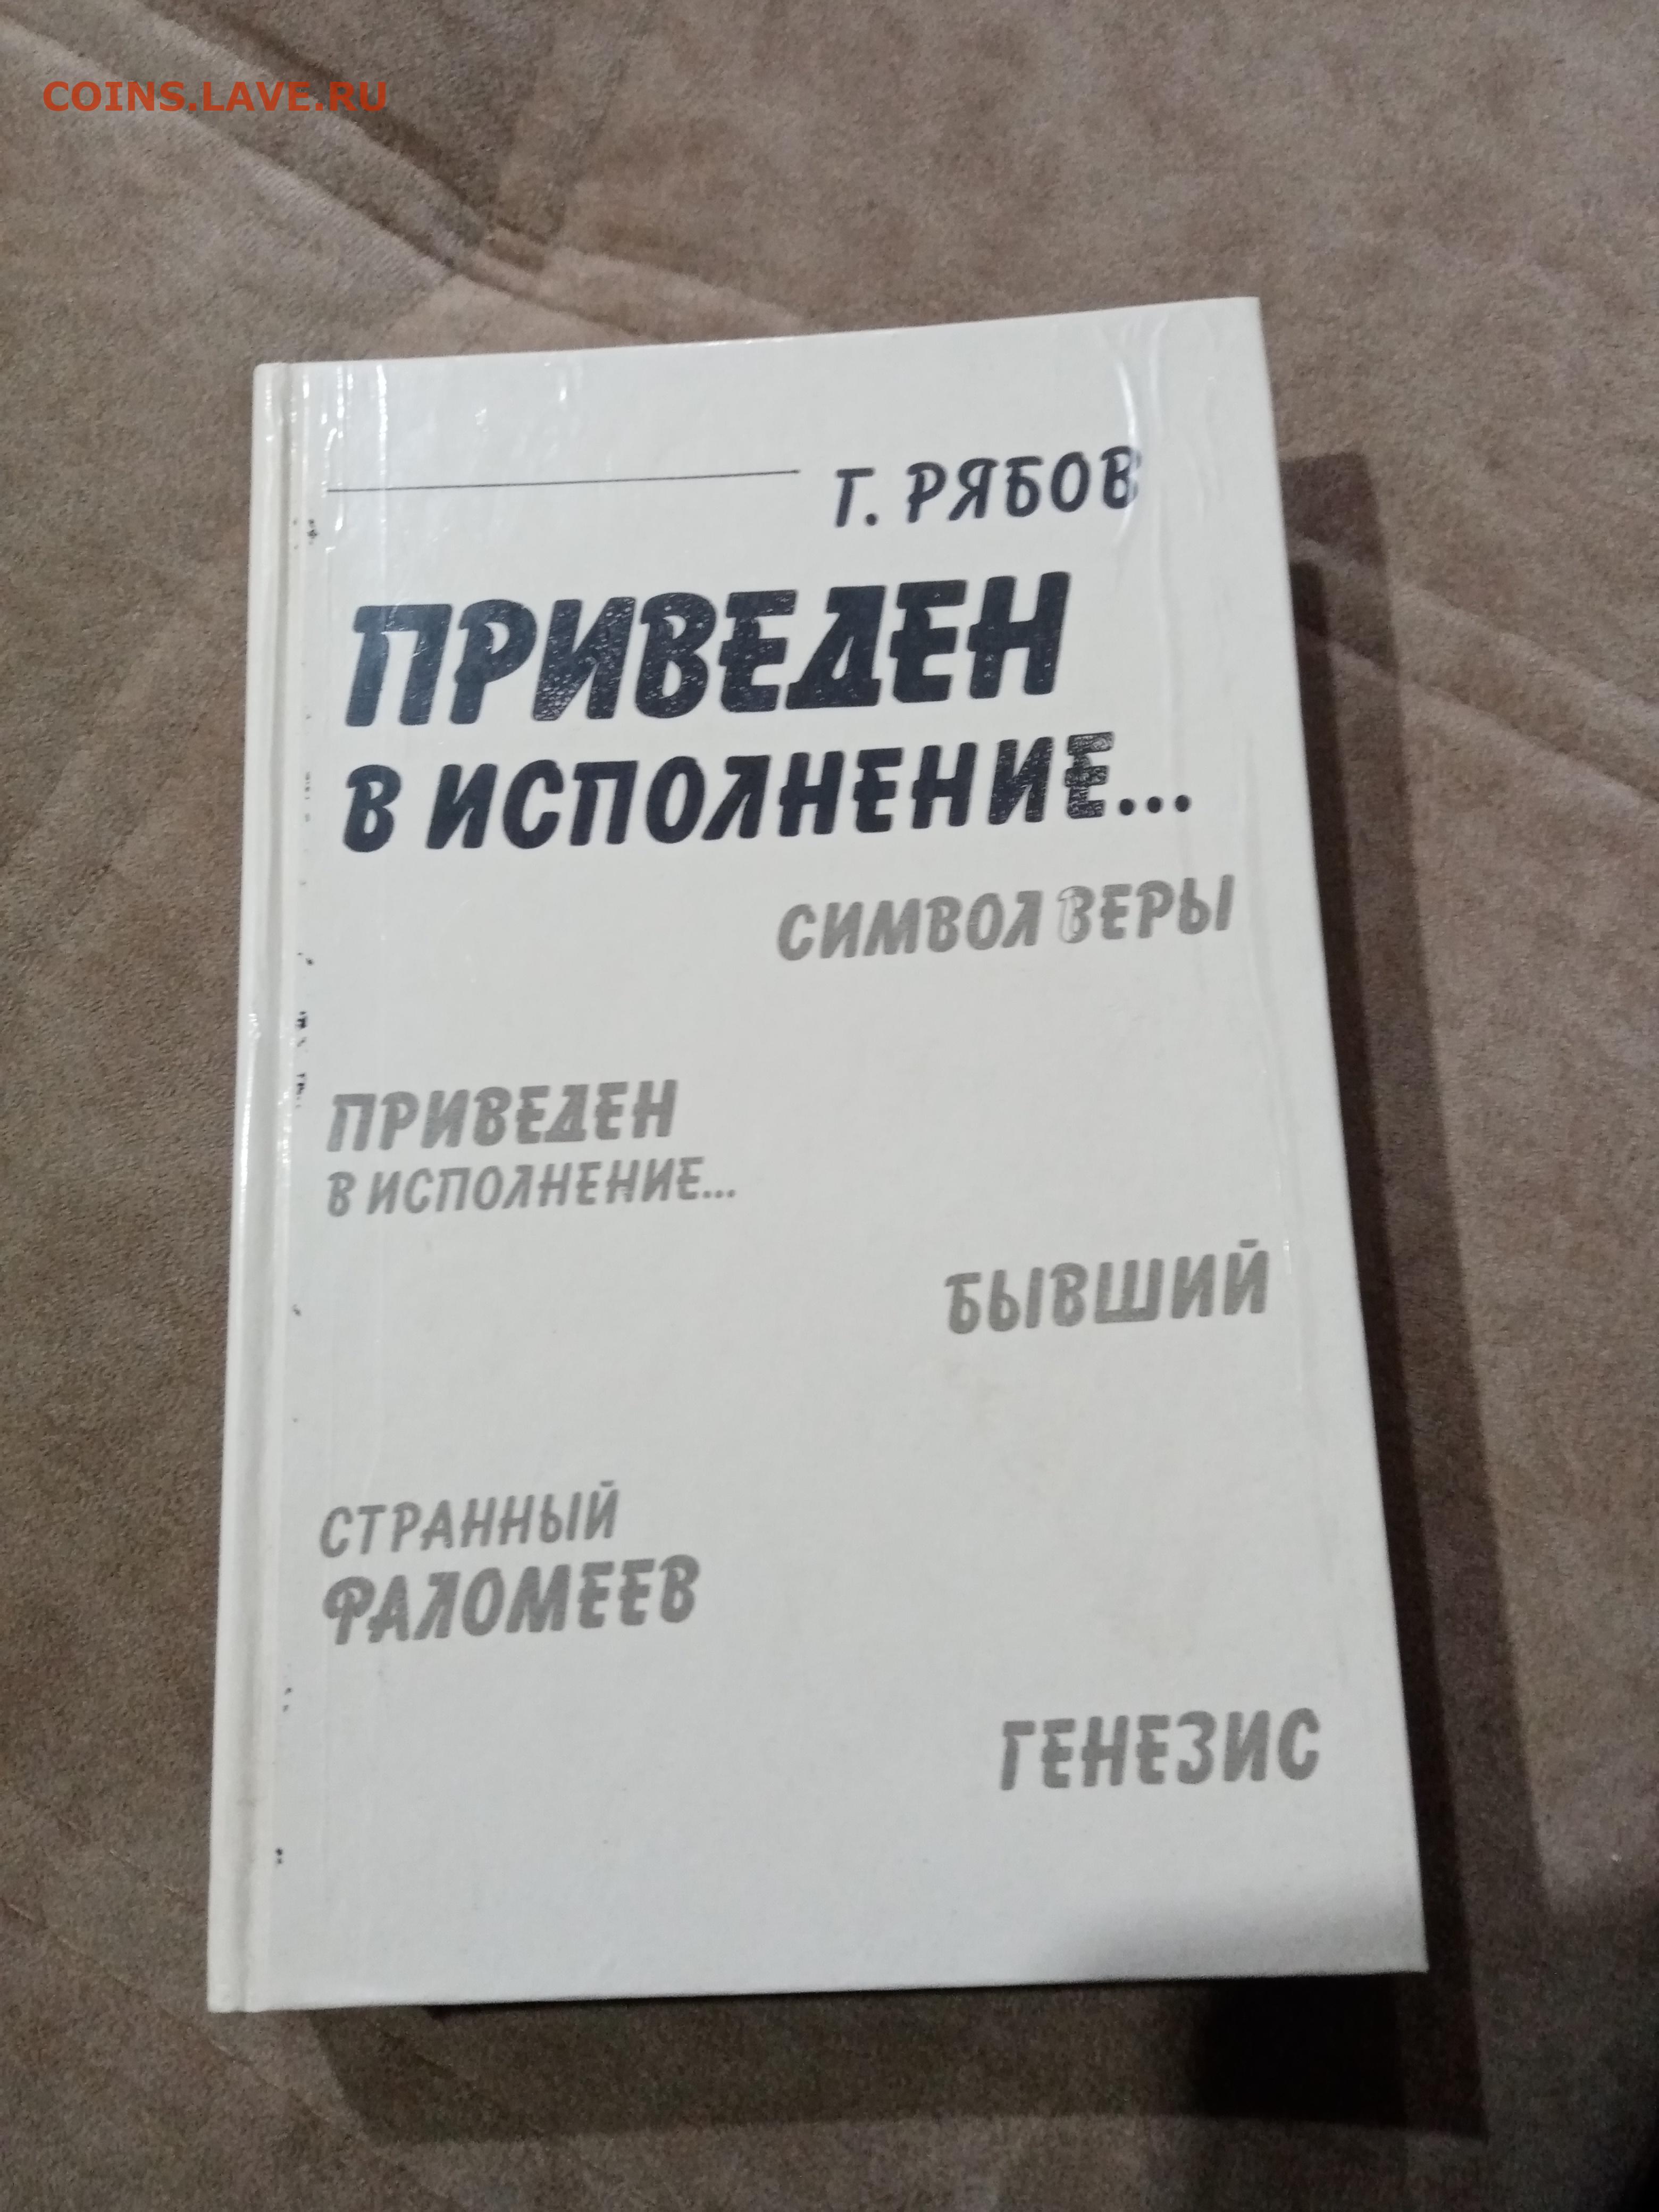 COINS.LAVE.RU
Г. РЯБОВ
ПРИВЕДЕН
В ИСПОЛНЕНИЕ...
СИМВОЛ ВЕРЫ
ПРИВЕДЕН
В ИСПОЛНЕНИЕ...
БЫВШИЙ
СТРАННЫЙ
ФАЛОМЕЕВ
ГЕНЕЗИС